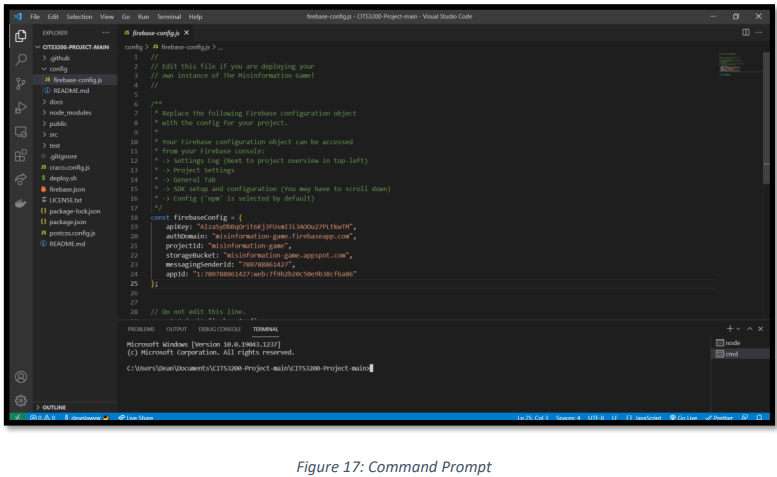 File Edit Selection View Go Run Terminal Help
firebase-config.js - CITS3200-Project-main - Visual Studio Code
EXPLORER
CITS3200-PROJECT-MAIN
.github
config
JS firebase-config.js
README.md
docs
node_modules
public
src
test
.gitignore
JS craco.config.js
$ deploy.sh
firebase.json
LICENSE.txt
{} package-lock.json
{} package.json
JS postcss.config.js
README.md
OUTLINE
JS firebase-config.js
config > JS firebase-config.js > ...
1 //
2 // Edit this file if you are deploying your
3 // own instance of The Misinformation Game!
4 //
5
6 /**
7 * Replace the following Firebase configuration object
8 * with the config for your project.
9 *
10 * Your Firebase configuration object can be accessed
11 * from your Firebase console:
12 * -> Settings Cog (Next to project overview in top-left)
13 * -> Project Settings
14 * -> General Tab
15 * -> SDK setup and configuration (You may have to scroll down)
16 * -> Config ('npm' is selected by default)
17 */
18 const firebaseConfig = {
19 apiKey:
20 authDomain: "misinformation-game.firebaseapp.com",
21 projectId: "misinformation-game",
22 storageBucket: "misinformation-game.appspot.com",
23 messagingSenderId: "780788861427",
24 appId: "1:780788861427:web:7f9b2b20c50e9b38cf6a86"
25 };
26
27
28 // Do not edit this line.
PROBLEMS OUTPUT DEBUG CONSOLE TERMINAL
node
cmd
Microsoft Windows [Version 10.0.19043.1237]
(c) Microsoft Corporation. All rights reserved.
C:\Users\Dean\Documents\CITS3200-Project-main\CITS3200-Project-main>
0 0 Live Share Ln 25, Col 3 Spaces: 4 UTF-8 LF {} JavaScript Go Live Prettier
Figure 17: Command Prompt